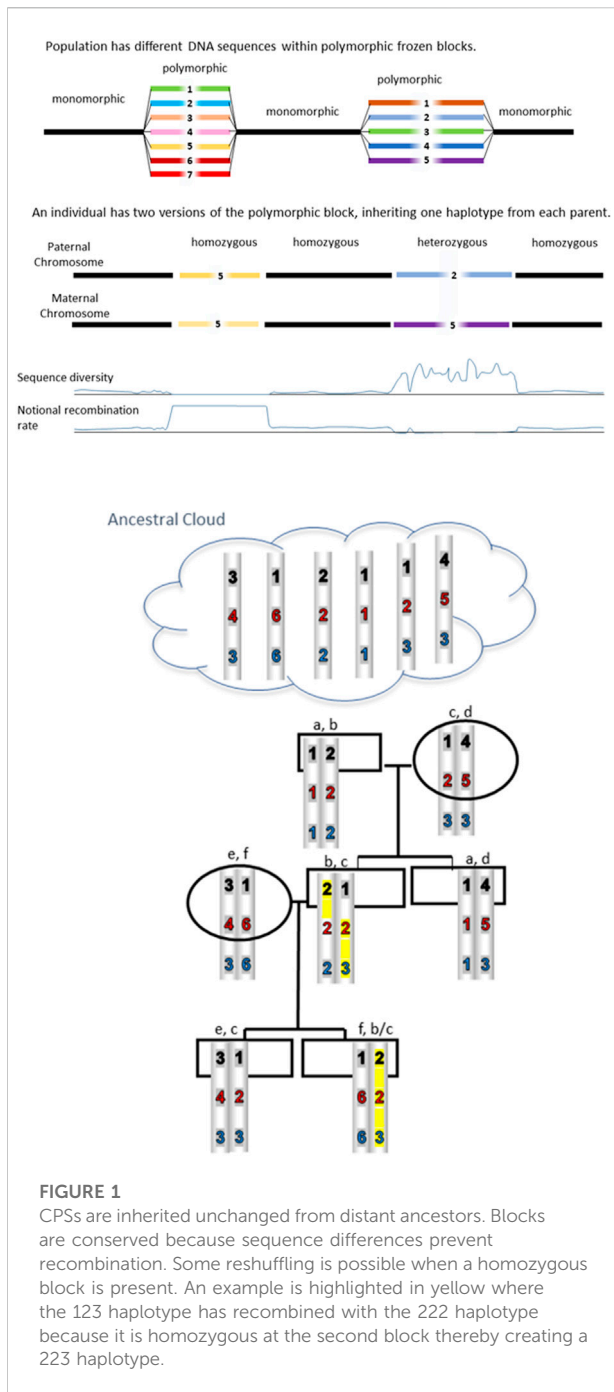 Population has different DNA sequences within polymorphic frozen blocks.
polymorphic
polymorphic
monomorphic
monomorphic
monomorphic
1
2
3
4
5
6
7
1
2
3
4
5
An individual has two versions of the polymorphic block, inheriting one haplotype from each parent.
Paternal
Chromosome
homozygous
homozygous
heterozygous
homozygous
5
2
Maternal
Chromosome
5
5
Sequence diversity
Notional recombination
rate
Ancestral Cloud
3 1 2 1 1 4
4 6 2 1 2 5
3 6 2 1 3 3
a, b
c, d
1 2
1 4
1 2
2 5
1 2
3 3
e, f
b, c
a, d
3 1
2 1
1 4
4 6
2 2
1 5
3 6
2 3
1 3
e, c
f, b/c
3 1
1 2
4 2
6 2
3 3
6 3
FIGURE 1
CPSs are inherited unchanged from distant ancestors. Blocks
are conserved because sequence differences prevent
recombination. Some reshuffling is possible when a homozygous
block is present. An example is highlighted in yellow where
the 123 haplotype has recombined with the 222 haplotype
because it is homozygous at the second block thereby creating a
223 haplotype.